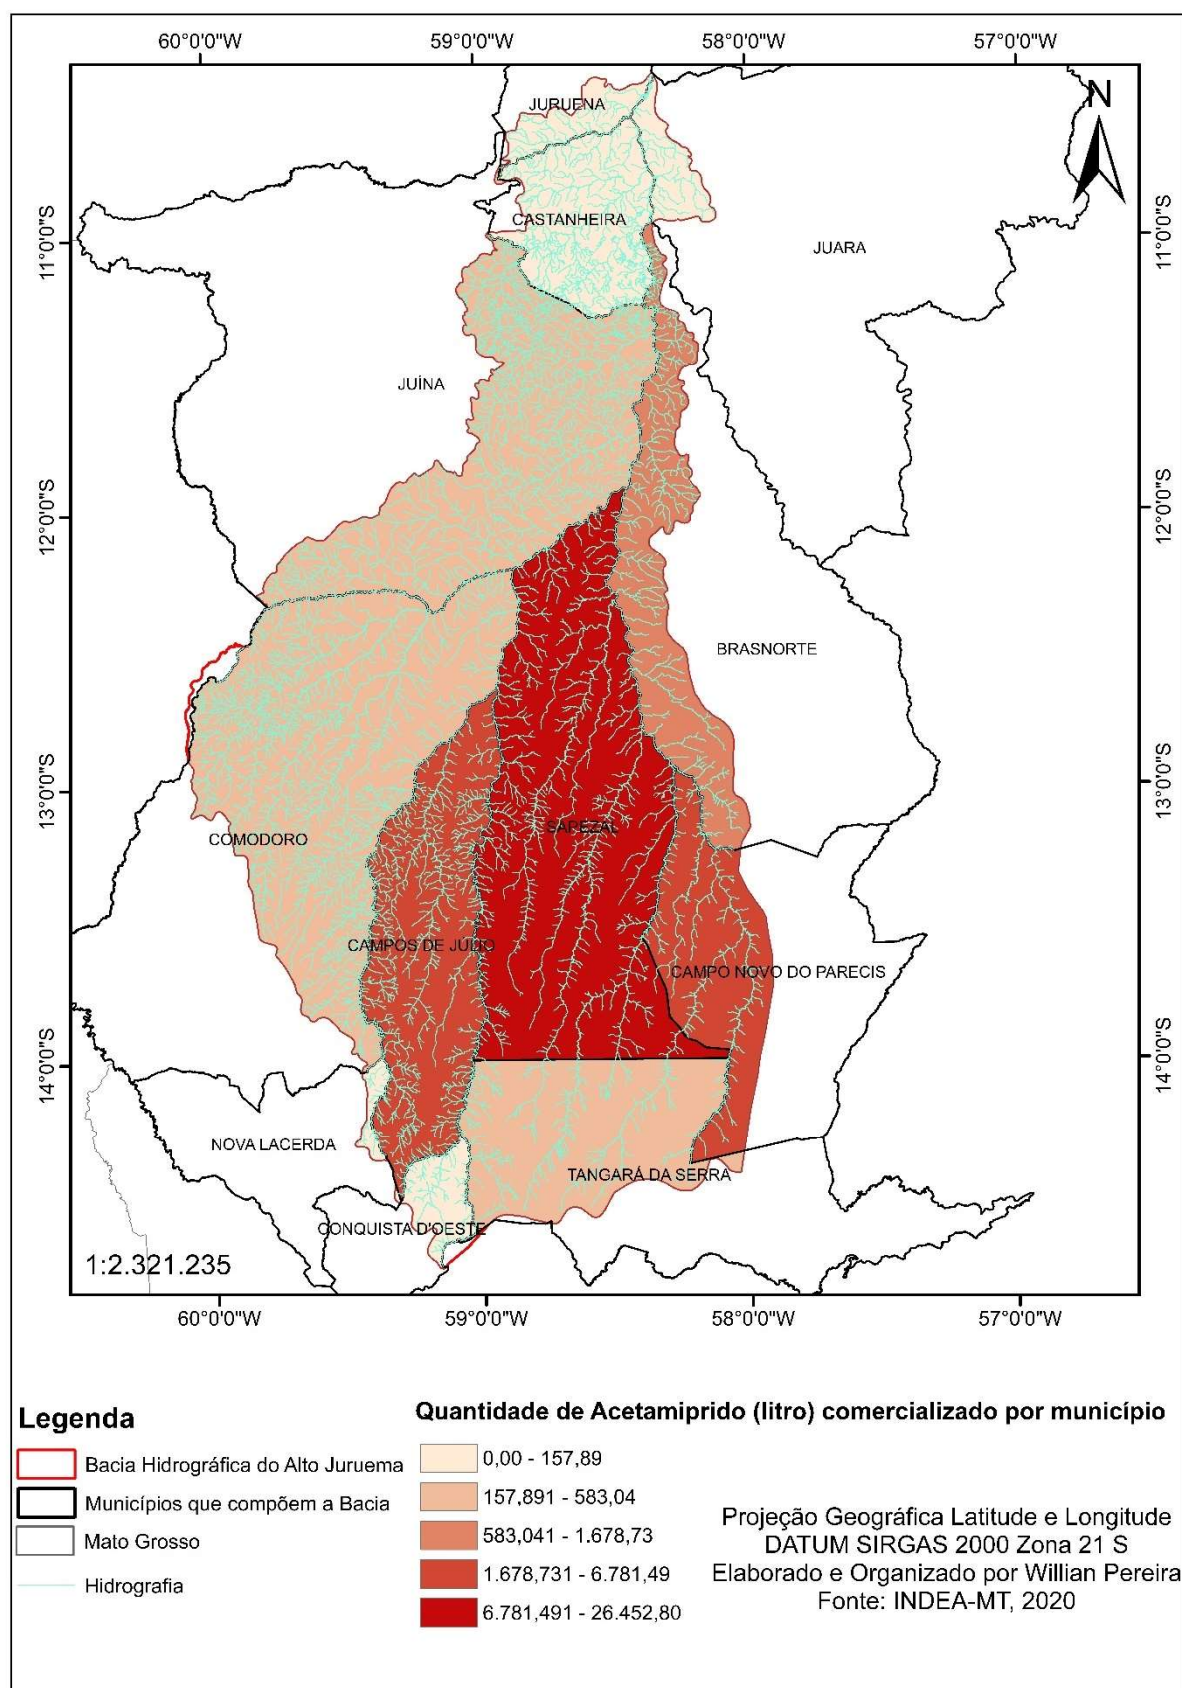 60°0'0"W 59°0'0"W 58°0'0"W 57°0'0"W
N
JURUENA
CASTANHEIRA
JUARA
11°0'0"S 11°0'0"S
JUÍNA
12°0'0"S 12°0'0"S
BRASNORTE
13°0'0"S 13°0'0"S
SAPEZAL
COMODORO
CAMPOS DE JÚLIO
CAMPO NOVO DO PARECIS
14°0'0"S 14°0'0"S
NOVA LACERDA
TANGARÁ DA SERRA
CONQUISTA D'OESTE
1:2.321.235
60°0'0"W 59°0'0"W 58°0'0"W 57°0'0"W
Legenda
Bacia Hidrográfica do Alto Juruema
Municípios que compõem a Bacia
Mato Grosso
Hidrografia
Quantidade de Acetamiprido (litro) comercializado por município
0,00 - 157,89
157,891 - 583,04
583,041 - 1.678,73
1.678,731 - 6.781,49
6.781,491 - 26.452,80
Projeção Geográfica Latitude e Longitude
DATUM SIRGAS 2000 Zona 21 S
Elaborado e Organizado por Willian Pereira
Fonte: INDEA-MT, 2020